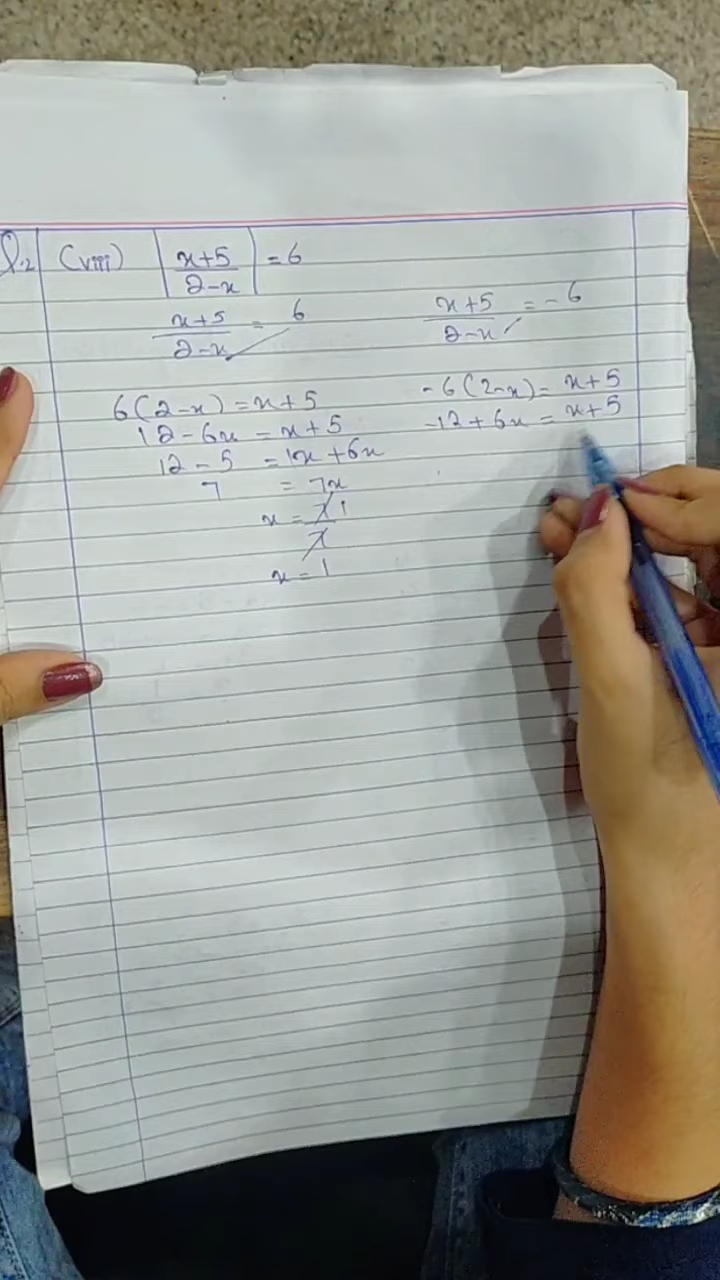 Q.2 (viii) |x+5/2-x| = 6
x+5/2-x = 6
6(2-x) = x+5
12-6x = x+5
12-5 = 1x+6x
7 = 7x
x = 7/7 1
x = 1
x+5/2-x = -6
-6(2-x) = x+5
-12+6x = x+5